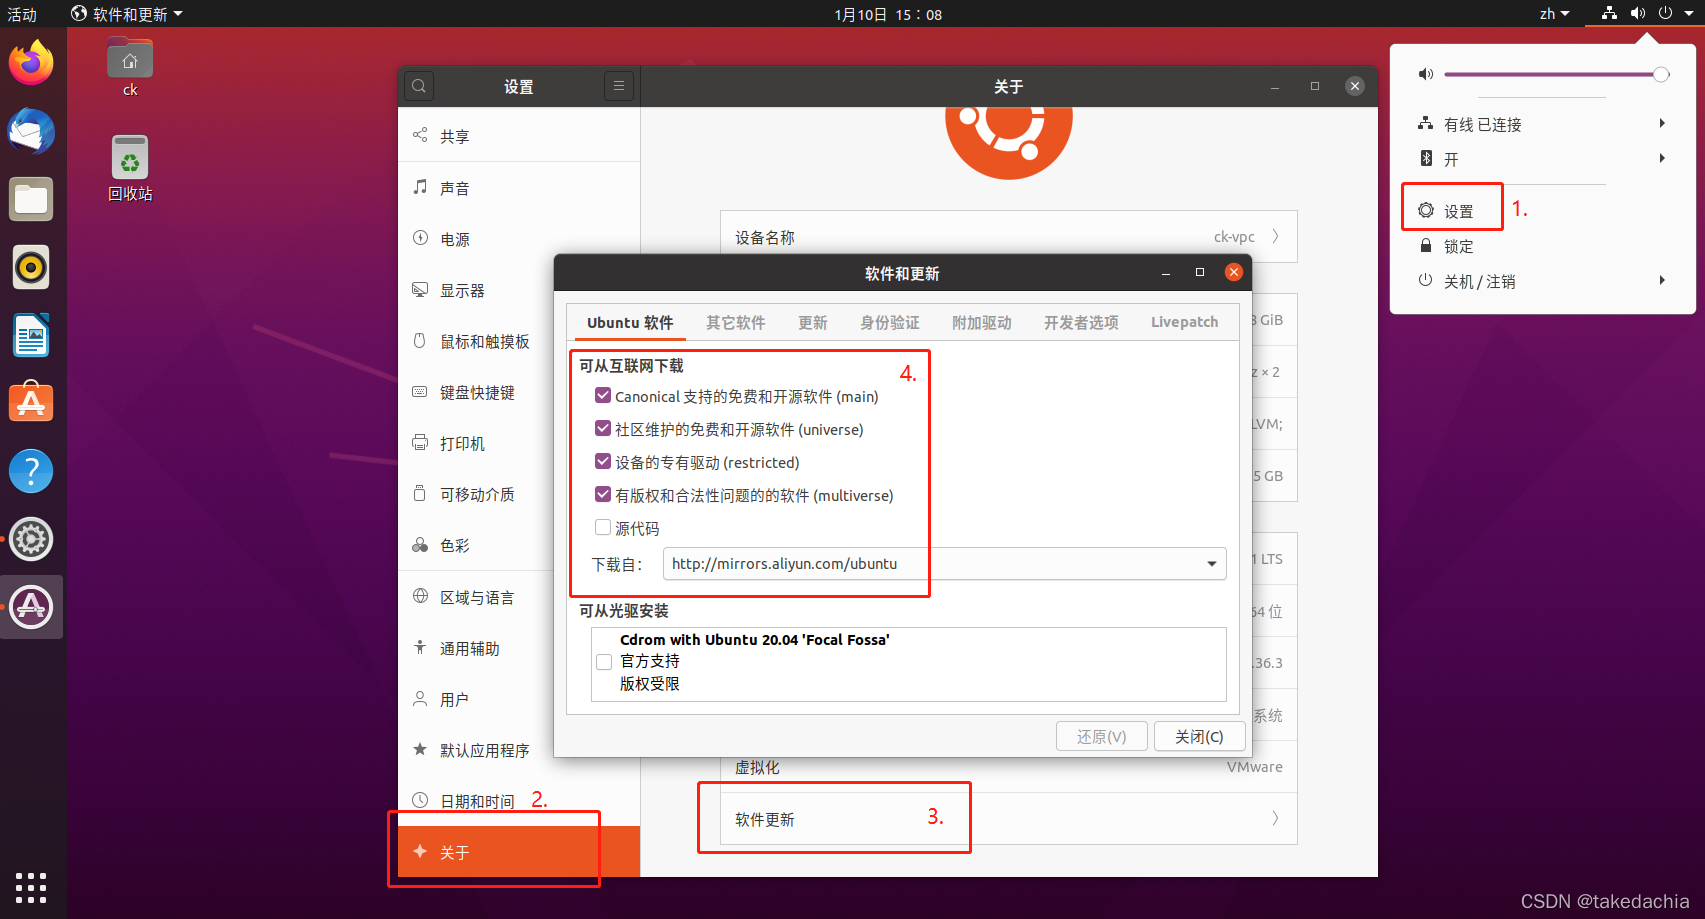 活动
软件和更新
1月10日 15：08
zh
ck
回收站
设置
关于
共享
声音
电源
显示器
鼠标和触摸板
键盘快捷键
打印机
可移动介质
色彩
区域与语言
通用辅助
用户
默认应用程序
日期和时间
2.
关于
设备名称
ck-vpc
GiB
z × 2
LVM;
5 GB
1 LTS
64 位
.36.3
系统
虚拟化
VMware
软件更新
3.
软件和更新
Ubuntu 软件
其它软件
更新
身份验证
附加驱动
开发者选项
Livepatch
可从互联网下载
4.
Canonical 支持的免费和开源软件 (main)
社区维护的免费和开源软件 (universe)
设备的专有驱动 (restricted)
有版权和合法性问题的的软件 (multiverse)
源代码
下载自：
http://mirrors.aliyun.com/ubuntu
可从光驱安装
Cdrom with Ubuntu 20.04 'Focal Fossa'
官方支持
版权受限
还原(V)
关闭(C)
有线 已连接
开
设置
1.
锁定
关机 / 注销
CSDN @takedachia